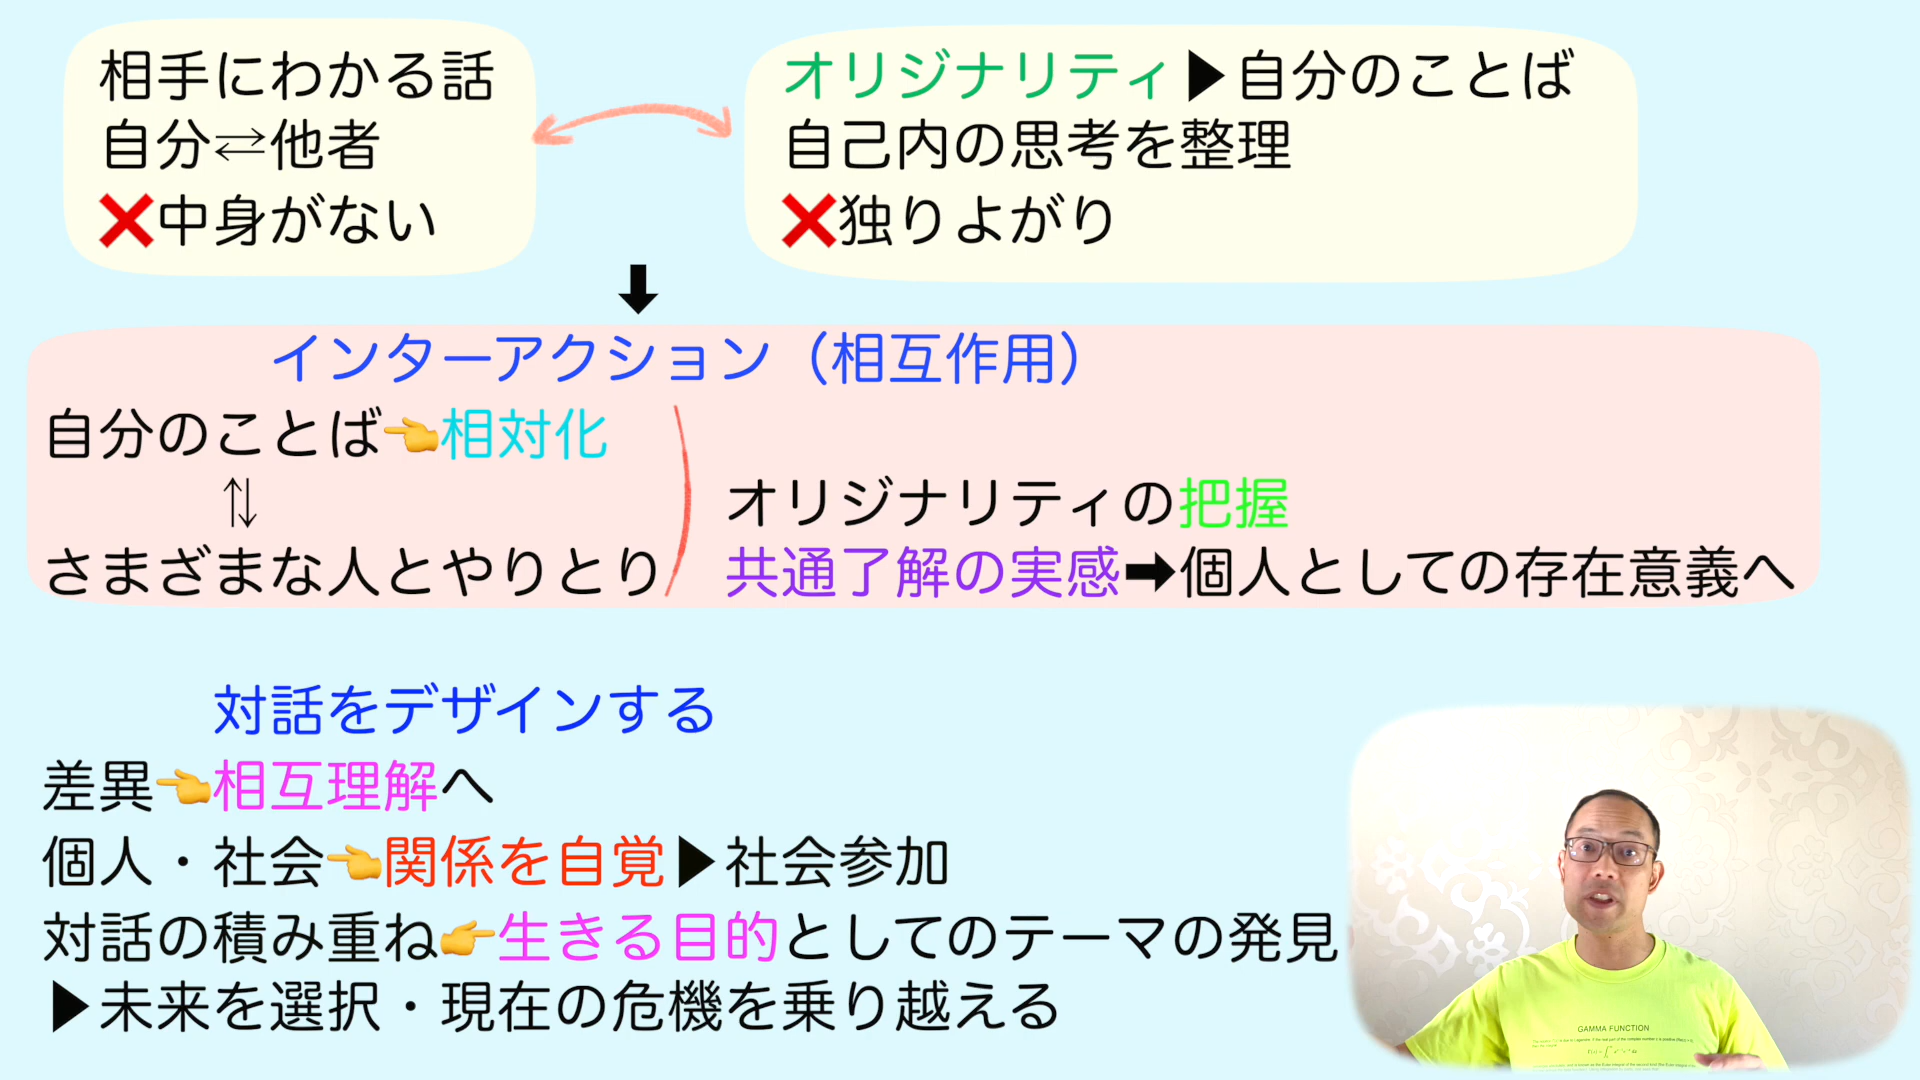 相手にわかる話
自分⇄他者
❌中身がない
オリジナリティ▶自分のことば
自己内の思考を整理
❌独りよがり
⬇
インターアクション（相互作用）
自分のことば👈相対化
⇅
さまざまな人とやりとり
オリジナリティの把握
共通了解の実感➡個人としての存在意義へ
対話をデザインする
差異👈相互理解へ
個人・社会👈関係を自覚▶社会参加
対話の積み重ね👉生きる目的としてのテーマの発見
▶未来を選択・現在の危機を乗り越える
GAMMA FUNCTION